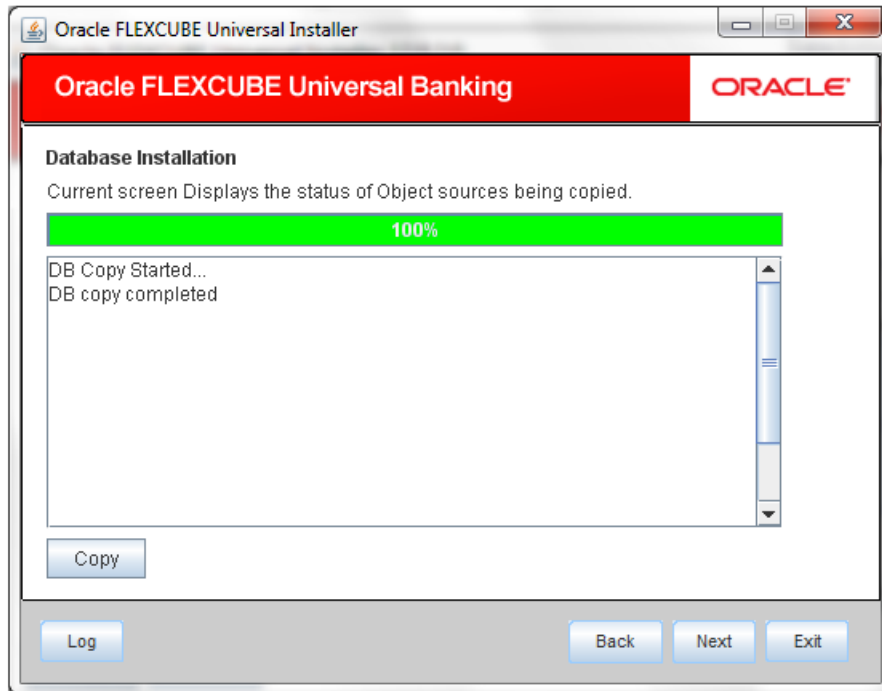 Oracle FLEXCUBE Universal Installer
Oracle FLEXCUBE Universal Banking
ORACLE
Database Installation
Current screen Displays the status of Object sources being copied.
100%
DB Copy Started...
DB copy completed
Copy
Log
Back
Next
Exit